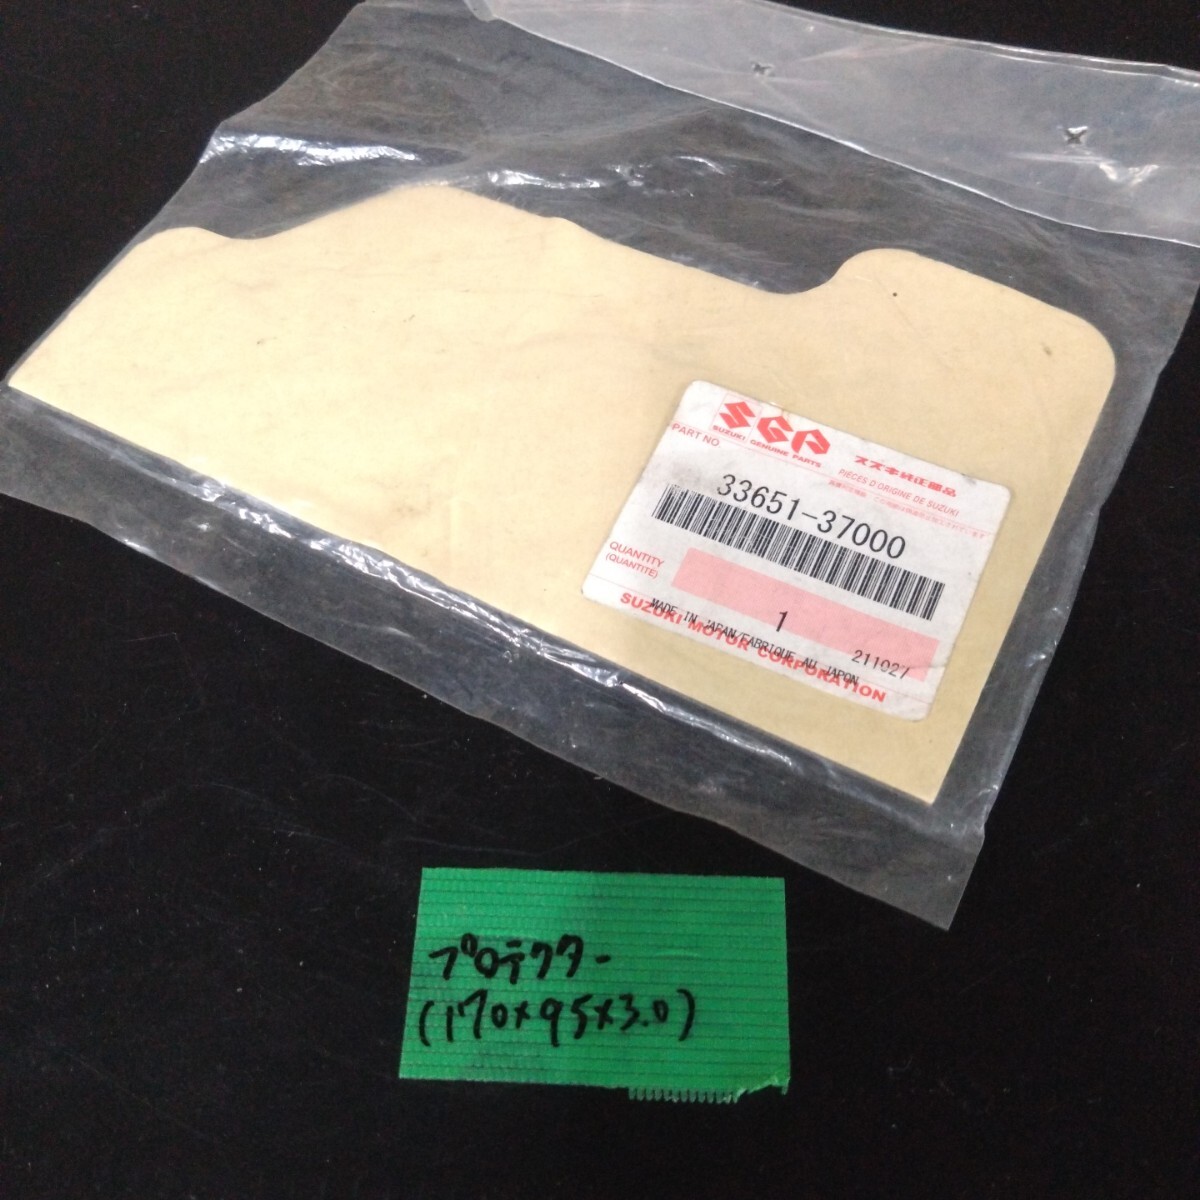 SGP
SUZUKI GENUINE PARTS
スズキ純正部品
PIÈCES D'ORIGINE DE SUZUKI
PART NO
33651-37000
QUANTITY
(QUANTITÉ)
1
MADE IN JAPAN/FABRIQUE AU JAPON
211027
SUZUKI MOTOR CORPORATION
プロテクター
(170×95×3.0)